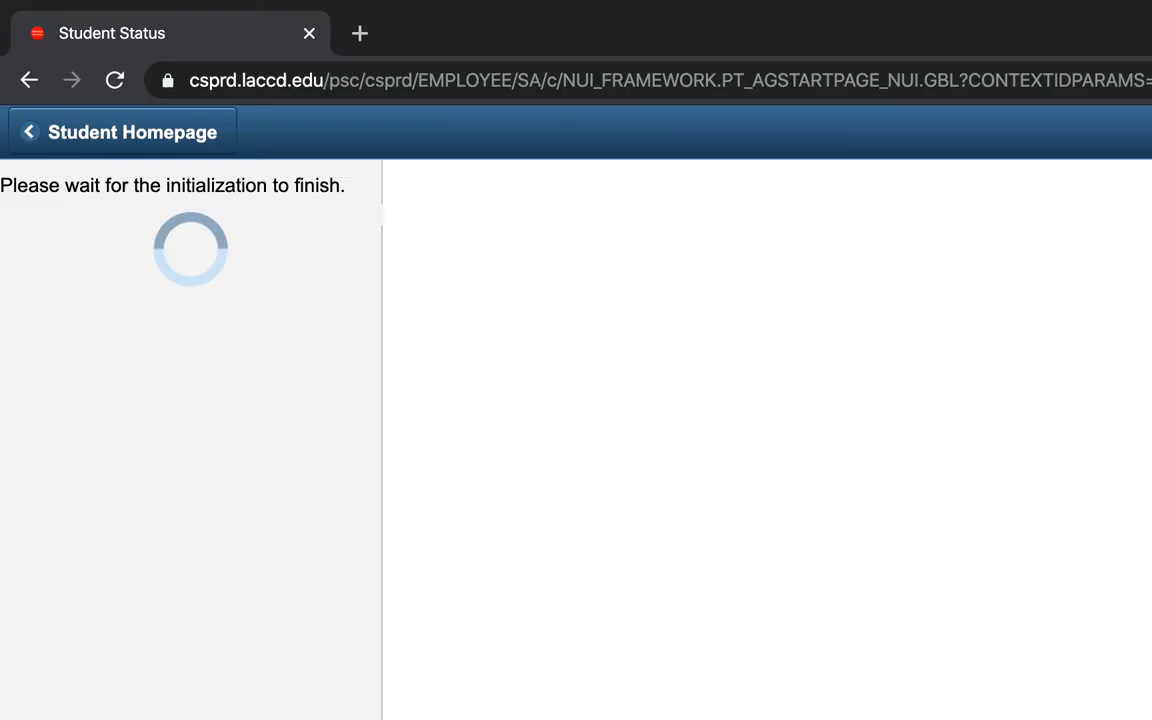 Student Status
csprd.laccd.edu/psc/csprd/EMPLOYEE/SA/c/NUI_FRAMEWORK.PT_AGSTARTPAGE_NUI.GBL?CONTEXTIDPARAMS=
Student Homepage
Please wait for the initialization to finish.